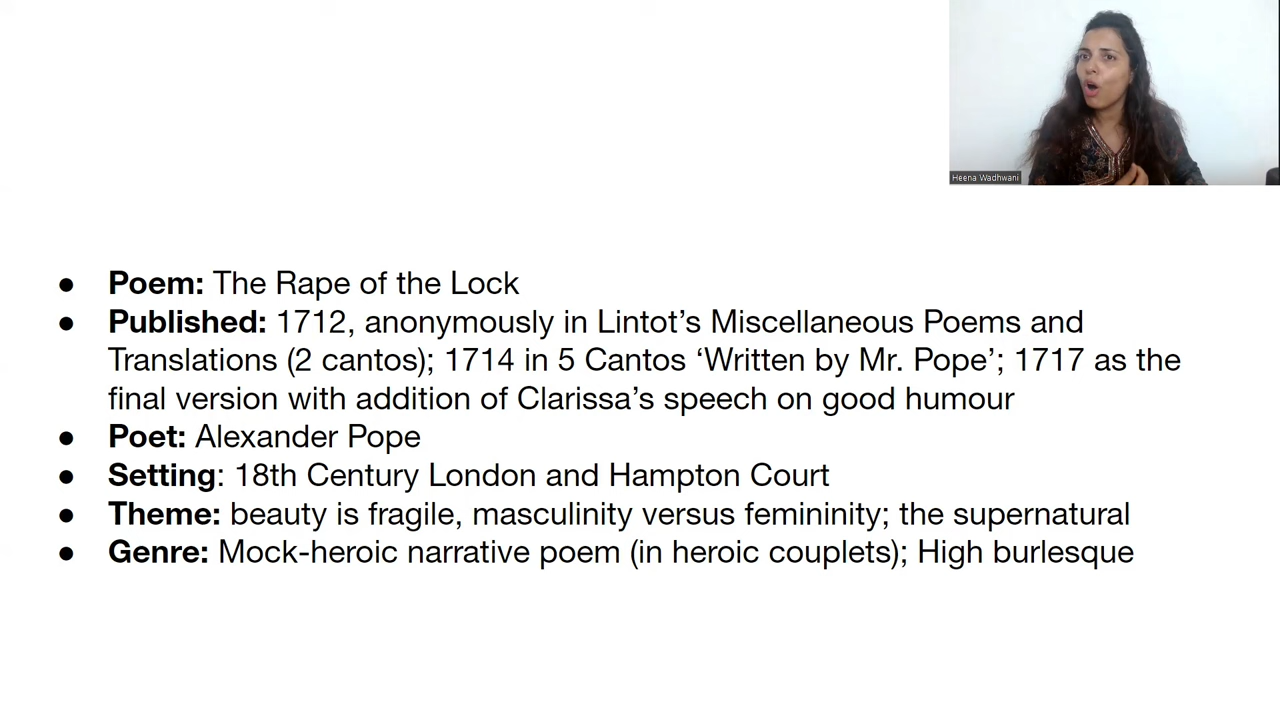 Heena Wadhwani
● Poem: The Rape of the Lock
● Published: 1712, anonymously in Lintot’s Miscellaneous Poems and
Translations (2 cantos); 1714 in 5 Cantos ‘Written by Mr. Pope’; 1717 as the
final version with addition of Clarissa’s speech on good humour
● Poet: Alexander Pope
● Setting: 18th Century London and Hampton Court
● Theme: beauty is fragile, masculinity versus femininity; the supernatural
● Genre: Mock-heroic narrative poem (in heroic couplets); High burlesque